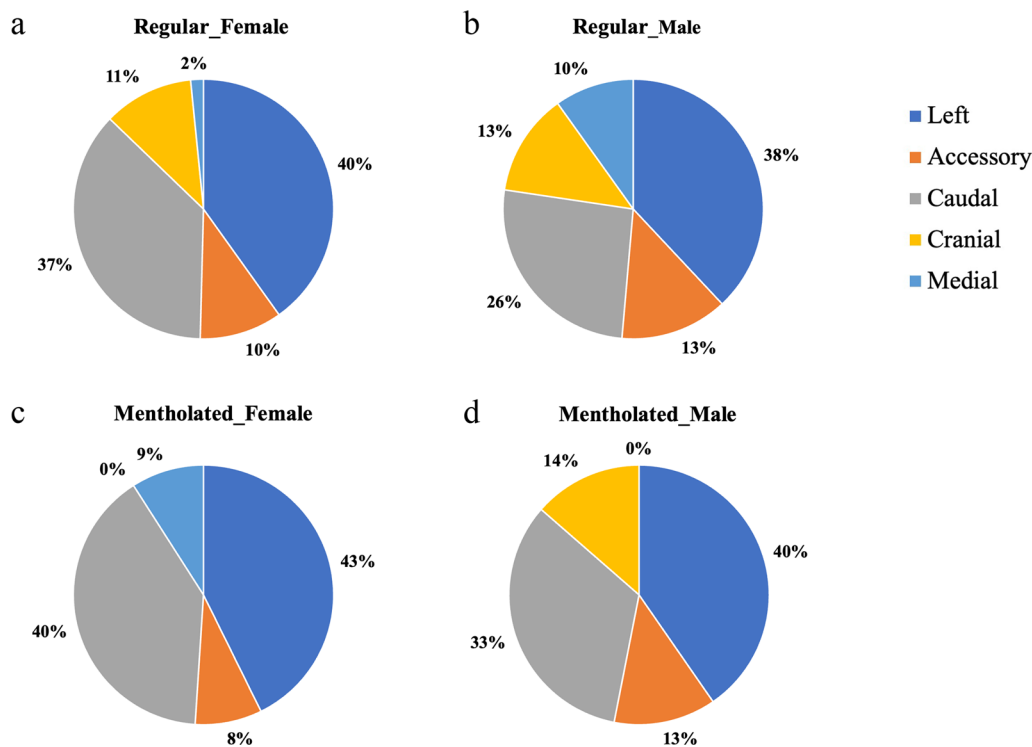 a
Regular_Female
2%
11%
40%
37%
10%
b
Regular_Male
10%
13%
38%
26%
13%
Left
Accessory
Caudal
Cranial
Medial
c
Mentholated_Female
9%
0%
43%
40%
8%
d
Mentholated_Male
0%
14%
40%
33%
13%